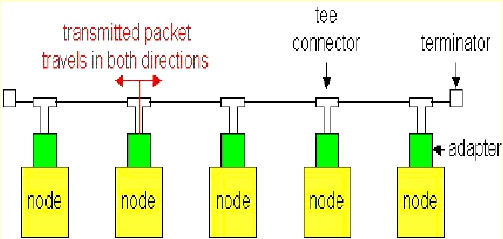 transmitted packet
travels in both directions
tee
connector
terminator
adapter
node
node
node
node
node